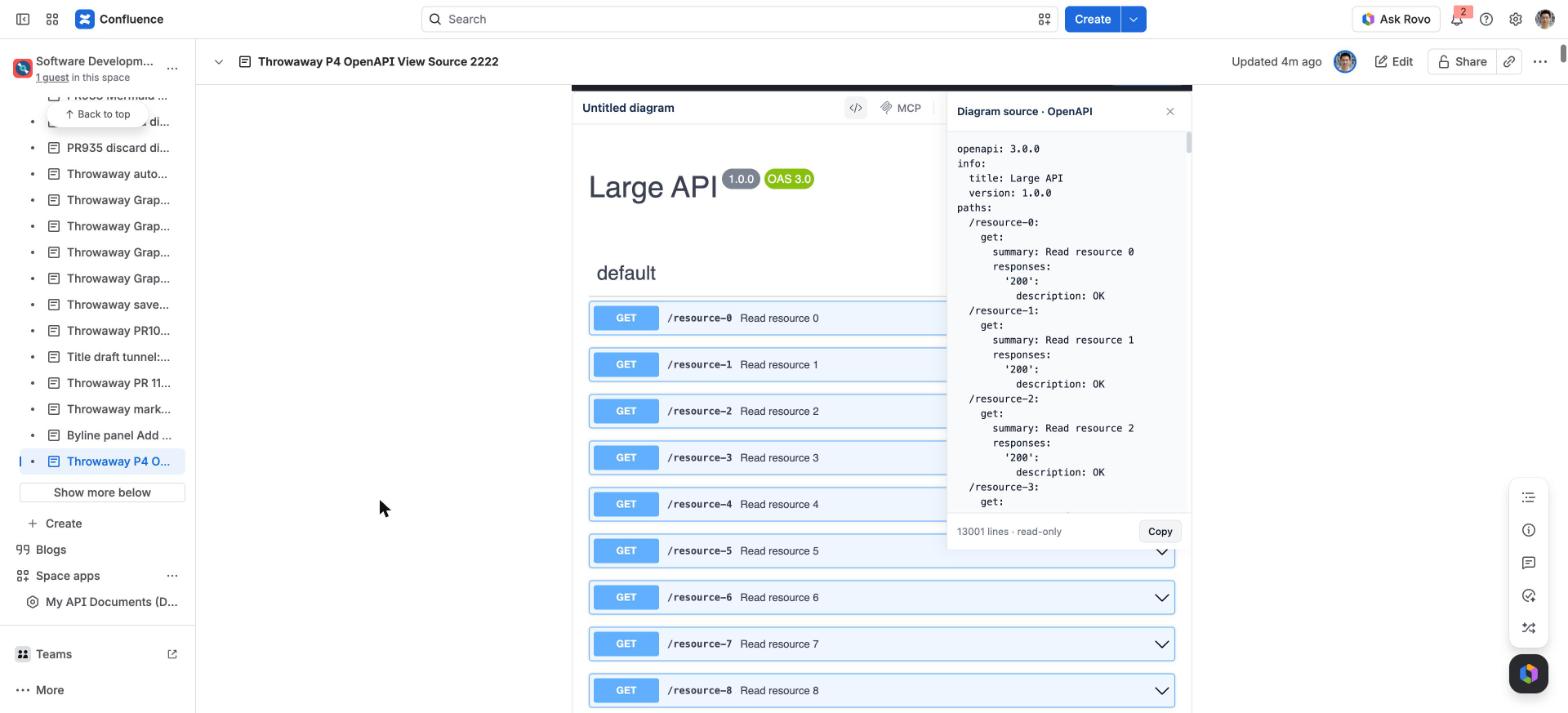 Confluence
Search
Create
Ask Rovo
2
Software Developm...
1 guest in this space
Back to top
di...
PR935 discard di...
Throwaway auto...
Throwaway Grap...
Throwaway Grap...
Throwaway Grap...
Throwaway Grap...
Throwaway save...
Throwaway PR10...
Title draft tunnel:...
Throwaway PR 11...
Throwaway mark...
Byline panel Add ...
Throwaway P4 O...
Show more below
Create
Blogs
Space apps
My API Documents (D...
Teams
More
Throwaway P4 OpenAPI View Source 2222
Updated 4m ago
Edit
Share
Untitled diagram
</> MCP
Large API 1.0.0 OAS 3.0
default
GET /resource-0 Read resource 0
GET /resource-1 Read resource 1
GET /resource-2 Read resource 2
GET /resource-3 Read resource 3
GET /resource-4 Read resource 4
GET /resource-5 Read resource 5
GET /resource-6 Read resource 6
GET /resource-7 Read resource 7
GET /resource-8 Read resource 8
Diagram source · OpenAPI
openapi: 3.0.0
info:
  title: Large API
  version: 1.0.0
paths:
  /resource-0:
    get:
      summary: Read resource 0
      responses:
        '200':
          description: OK
  /resource-1:
    get:
      summary: Read resource 1
      responses:
        '200':
          description: OK
  /resource-2:
    get:
      summary: Read resource 2
      responses:
        '200':
          description: OK
  /resource-3:
    get:
13001 lines · read-only
Copy